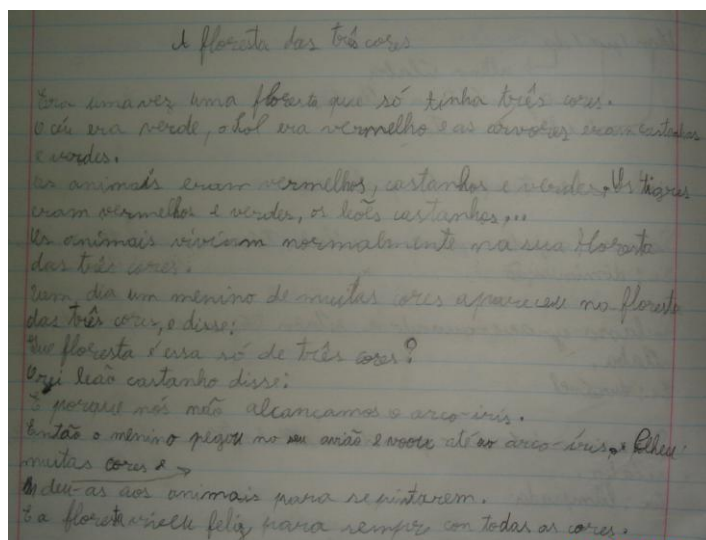 A floresta das três cores
Era uma vez uma floresta que só tinha três cores.
O céu era verde, o sol era vermelho e as árvores eram castanhas
e verdes.
Os animais eram vermelhos, castanhos e verdes. Os tigres
eram vermelhos e verdes, os leões castanhos,...
Os animais viviam normalmente na sua floresta
das três cores.
Num dia um menino de muitas cores apareceu na floresta
das três cores, e disse:
Que floresta é essa só de três cores?
O rei leão castanho disse:
É porque nós não alcançamos o arco-íris.
Então o menino pegou no seu avião e voou até ao arco-íris. Colheu
muitas cores e →
deu-as aos animais para se pintarem.
E a floresta viveu feliz para sempr con todas as cores.